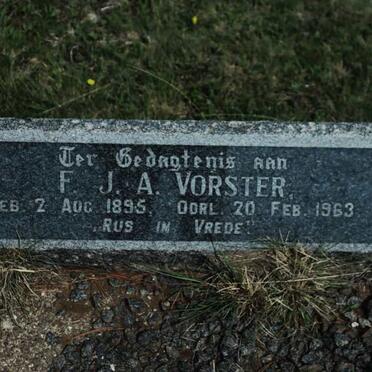 Ter Gedagtenis aan
F. J. A. VORSTER.
EB. 2 AUG. 1895. OORL. 20 FEB. 1963
„RUS IN VREDE"